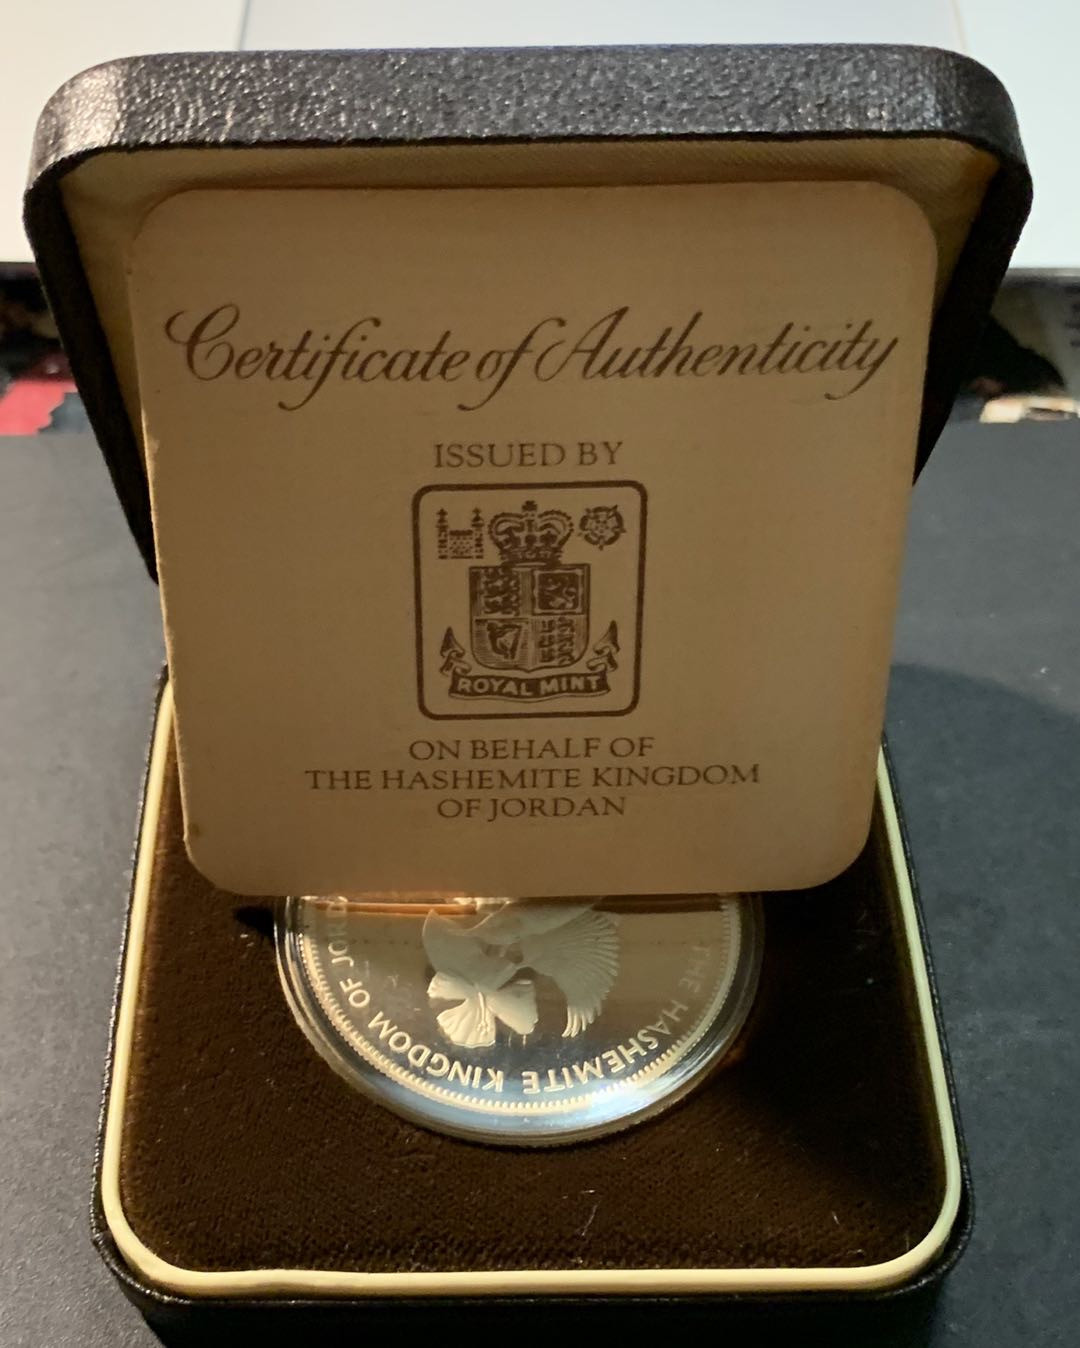 Certificate of Authenticity
ISSUED BY
ROYAL MINT
ON BEHALF OF
THE HASHEMITE KINGDOM
OF JORDAN
THE HASHEMITE KINGDOM OF